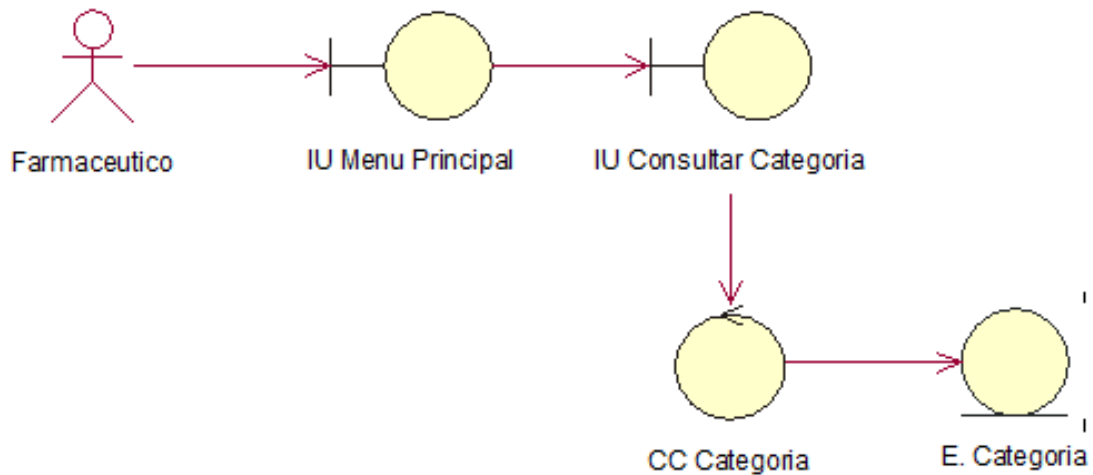 Farmaceutico
IU Menu Principal
IU Consultar Categoria
CC Categoria
E. Categoria